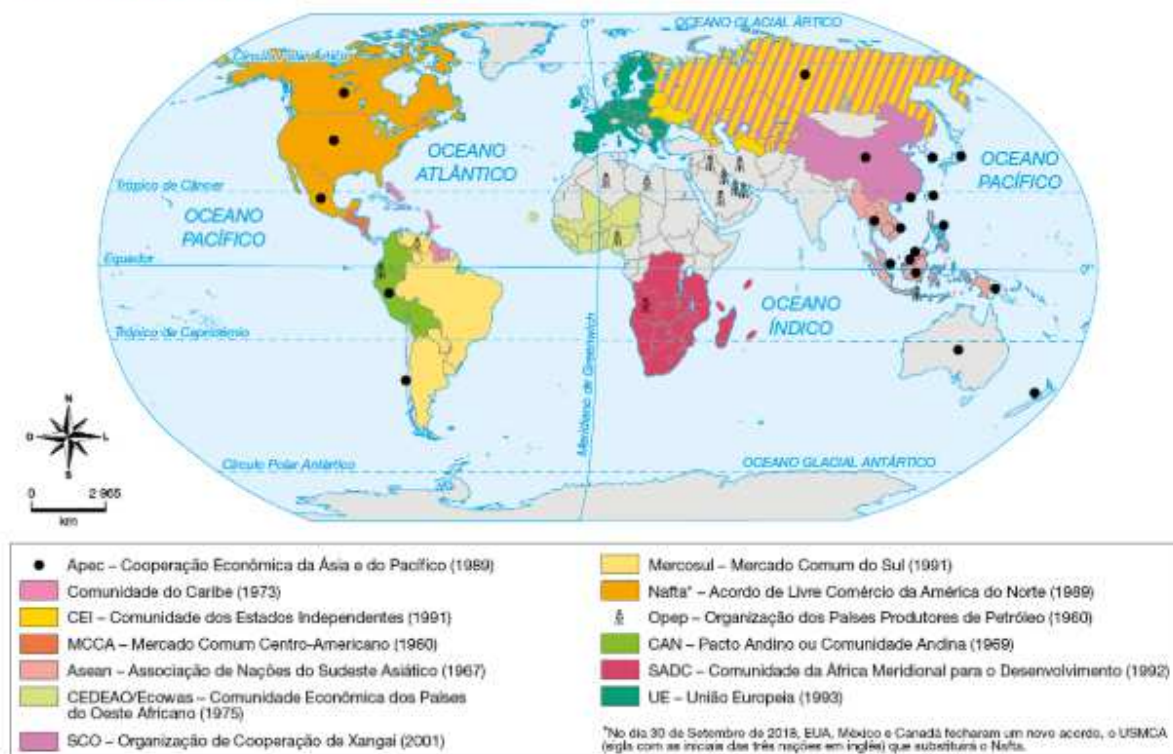 OCEANO GLACIAL ÁRTICO
0°
Círculo Polar Ártico
OCEANO
ATLÂNTICO
OCEANO
PACÍFICO
Trópico de Câncer
OCEANO
PACÍFICO
Equador
0°
OCEANO
ÍNDICO
Trópico de Capricórnio
Meridiano de Greenwich
Círculo Polar Antártico
OCEANO GLACIAL ANTÁRTICO
N
O
L
S
0
2 965
km
Apec – Cooperação Econômica da Ásia e do Pacífico (1989)
Comunidade do Caribe (1973)
CEI – Comunidade dos Estados Independentes (1991)
MCCA – Mercado Comum Centro-Americano (1960)
Asean – Associação de Nações do Sudeste Asiático (1967)
CEDEAO/Ecowas – Comunidade Econômica dos Países
do Oeste Africano (1975)
SCO – Organização de Cooperação de Xangai (2001)
Mercosul – Mercado Comum do Sul (1991)
Nafta* – Acordo de Livre Comércio da América do Norte (1989)
Opep – Organização dos Países Produtores de Petróleo (1960)
CAN – Pacto Andino ou Comunidade Andina (1969)
SADC – Comunidade da África Meridional para o Desenvolvimento (1992)
UE – União Europeia (1993)
*No dia 30 de Setembro de 2018, EUA, México e Canadá fecharam um novo acordo, o USMCA
(sigla com as iniciais das três nações em inglês) que substituirá o Nafta.